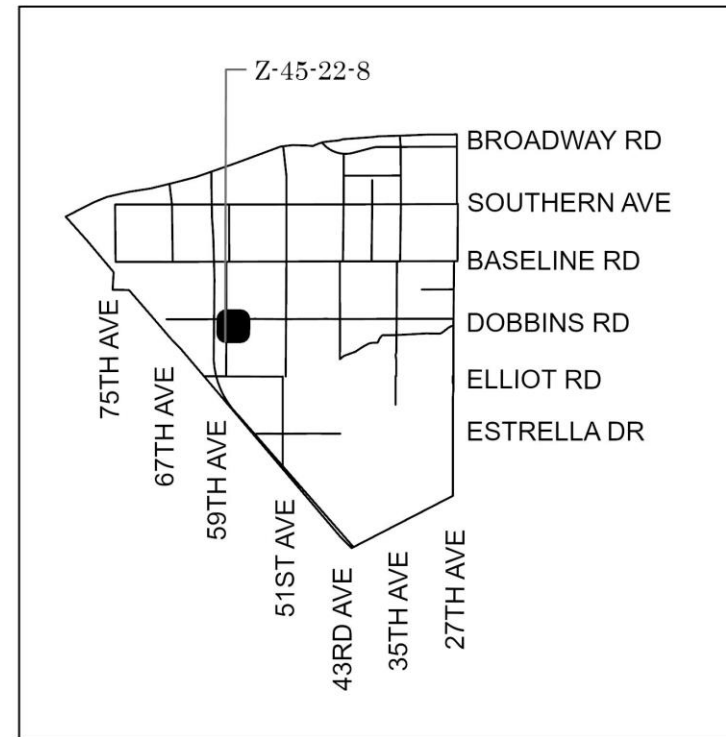 Z-45-22-8
BROADWAY RD
SOUTHERN AVE
BASELINE RD
DOBBINS RD
ELLIOT RD
ESTRELLA DR
75TH AVE
67TH AVE
59TH AVE
51ST AVE
43RD AVE
35TH AVE
27TH AVE